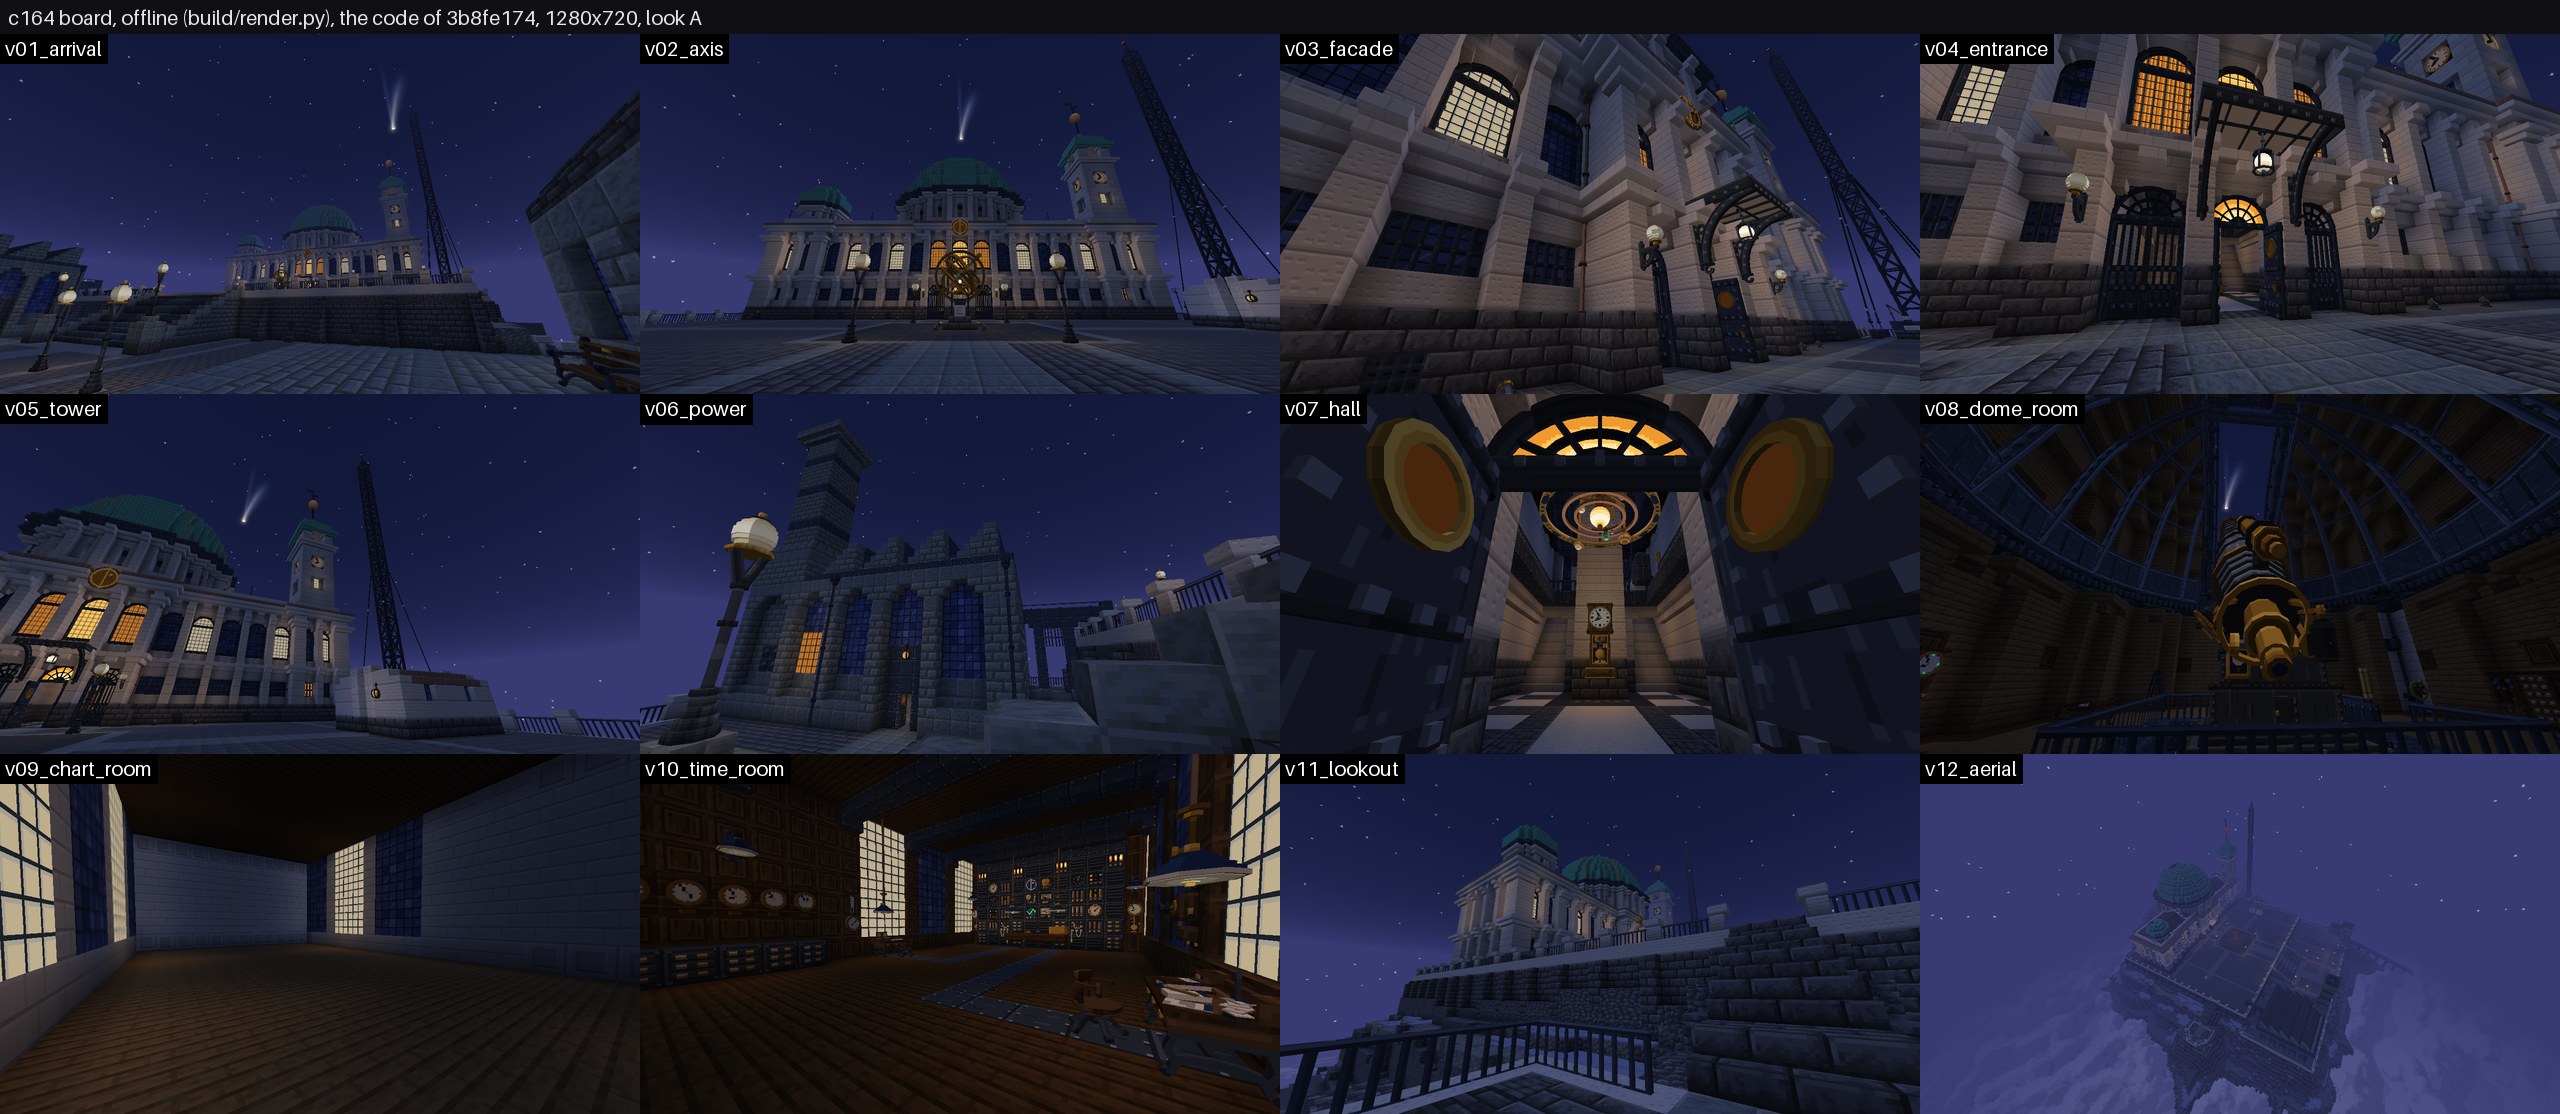 c164 board, offline (build/render.py), the code of 3b8fe174, 1280x720, look A
v01_arrival
v02_axis
v03_facade
v04_entrance
v05_tower
v06_power
v07_hall
v08_dome_room
v09_chart_room
v10_time_room
v11_lookout
v12_aerial